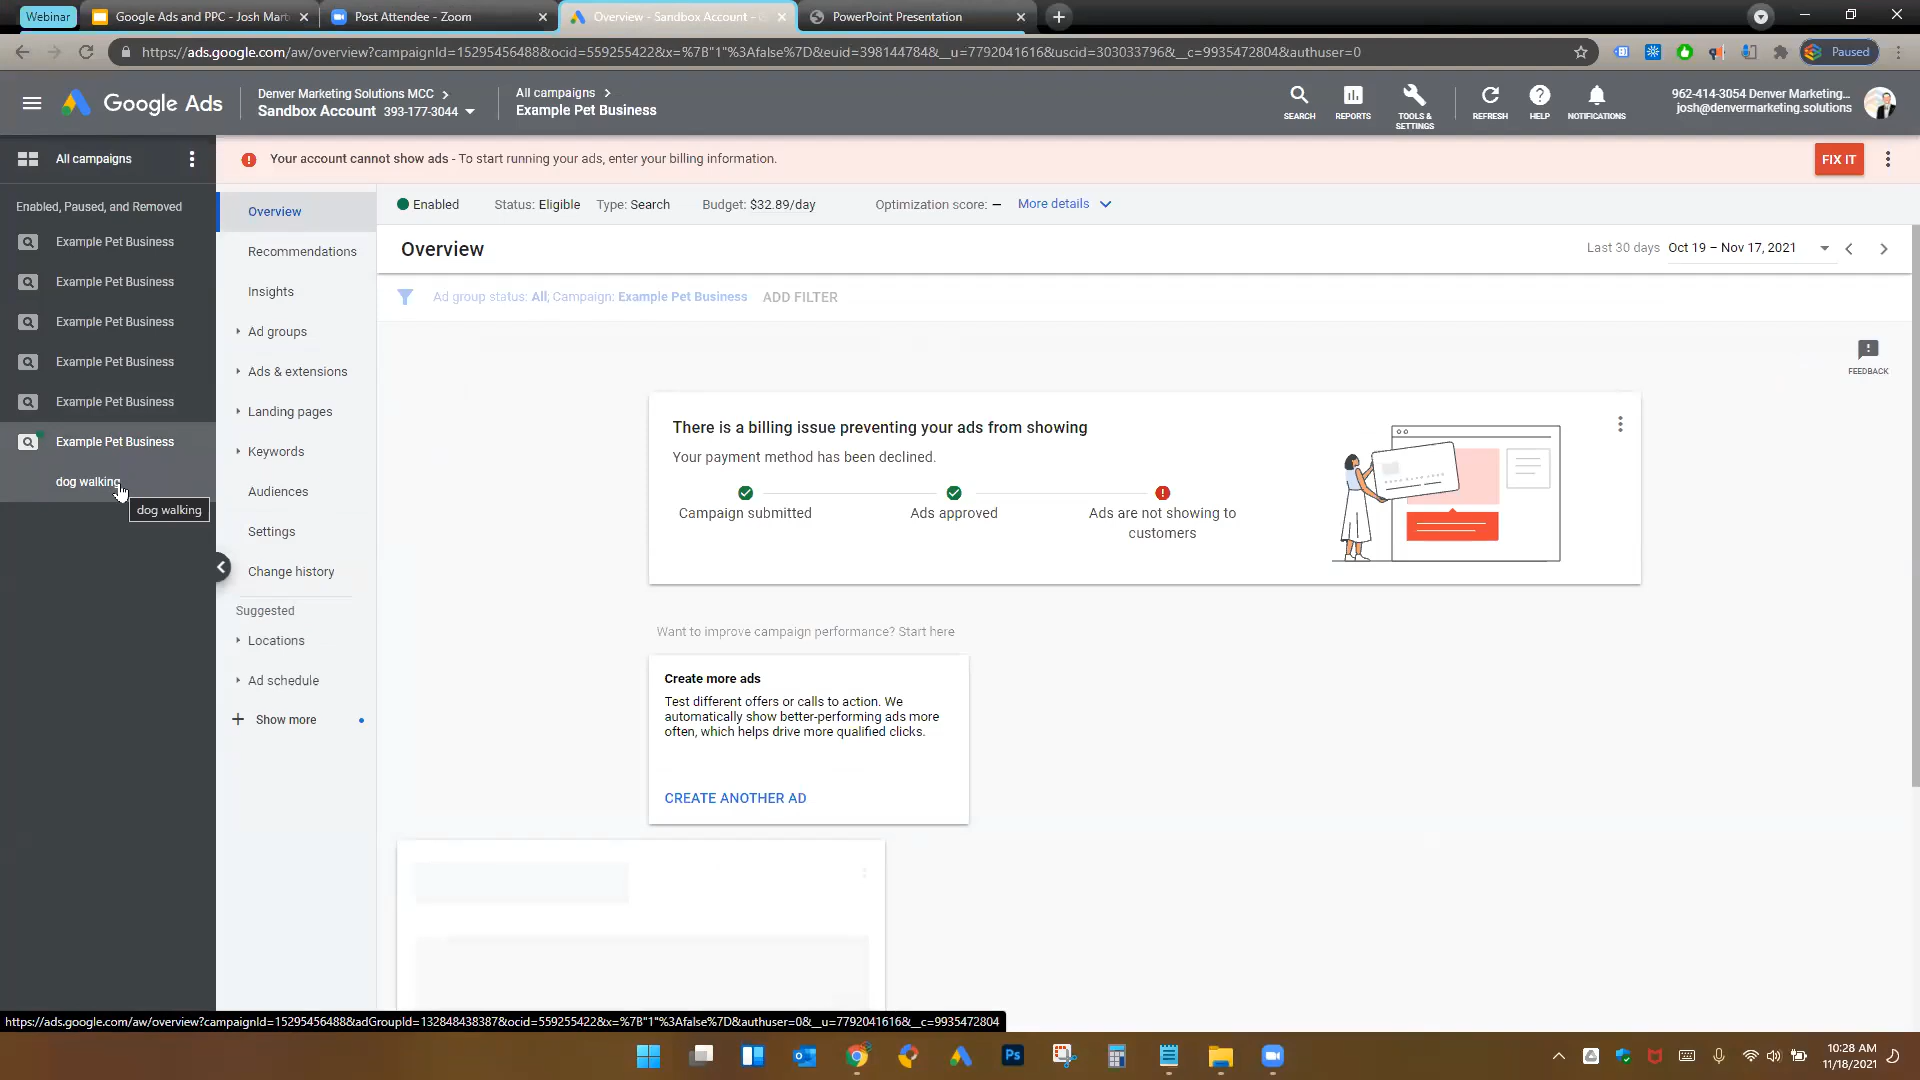 Webinar
Google Ads and PPC - Josh Mart
Post Attendee - Zoom
Overview - Sandbox Account -
PowerPoint Presentation
https://ads.google.com/aw/overview?campaignId=15295456488&ocid=559255422&x=%7B"1"%3Afalse%7D&euid=398144784&__u=7792041616&uscid=303033796&__c=9935472804&authuser=0
Paused
Google Ads
Denver Marketing Solutions MCC
Sandbox Account 393-177-3044
All campaigns
Example Pet Business
SEARCH
REPORTS
TOOLS & SETTINGS
REFRESH
HELP
NOTIFICATIONS
962-414-3054 Denver Marketing...
josh@denvermarketing.solutions
All campaigns
Your account cannot show ads - To start running your ads, enter your billing information.
FIX IT
Enabled, Paused, and Removed
Example Pet Business
Example Pet Business
Example Pet Business
Example Pet Business
Example Pet Business
Example Pet Business
dog walking
dog walking
Overview
Recommendations
Insights
Ad groups
Ads & extensions
Landing pages
Keywords
Audiences
Settings
Change history
Suggested
Locations
Ad schedule
Show more
Enabled Status: Eligible Type: Search Budget: $32.89/day Optimization score: – More details
Overview
Last 30 days Oct 19 – Nov 17, 2021
Ad group status: All; Campaign: Example Pet Business ADD FILTER
FEEDBACK
There is a billing issue preventing your ads from showing
Your payment method has been declined.
Campaign submitted
Ads approved
Ads are not showing to
customers
Want to improve campaign performance? Start here
Create more ads
Test different offers or calls to action. We
automatically show better-performing ads more
often, which helps drive more qualified clicks.
CREATE ANOTHER AD
https://ads.google.com/aw/overview?campaignId=15295456488&adGroupId=132848438387&ocid=559255422&x=%7B"1"%3Afalse%7D&authuser=0&__u=7792041616&__c=9935472804
Ps
10:28 AM
11/18/2021